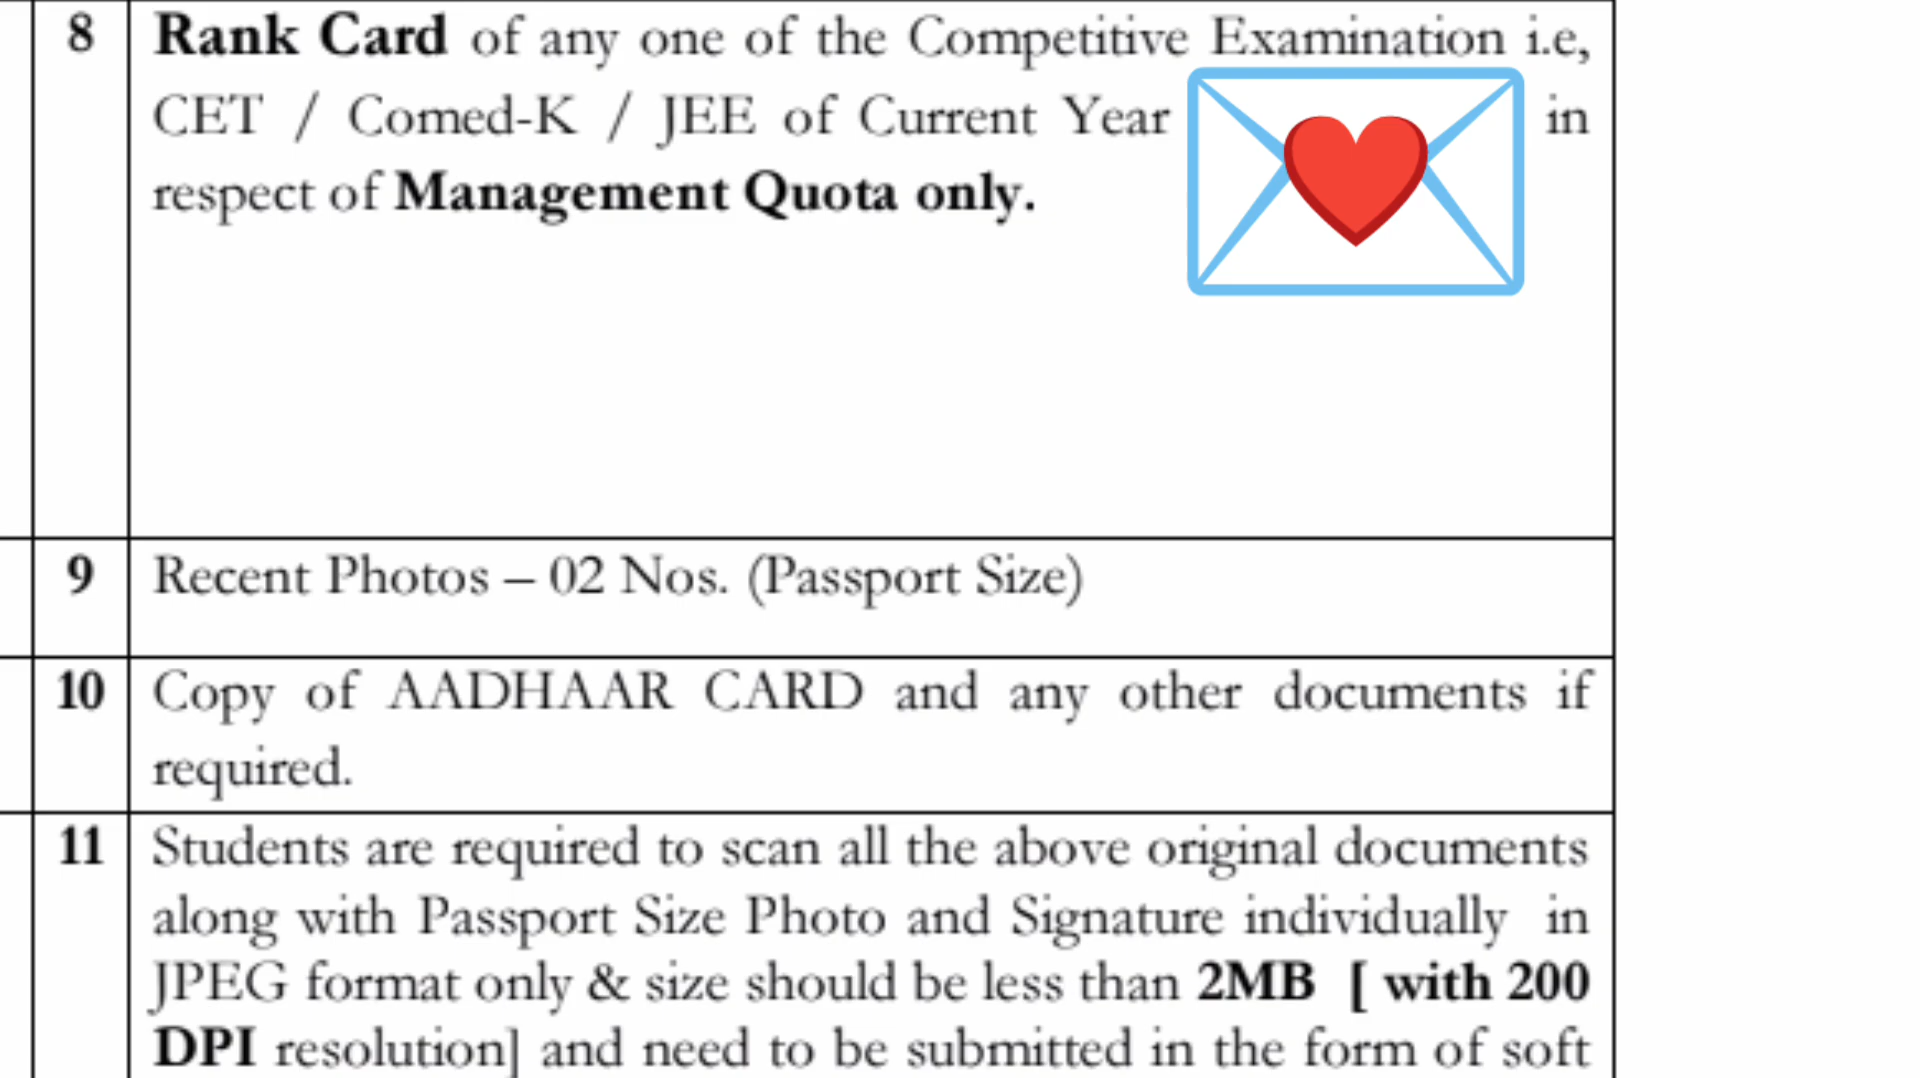 8 Rank Card of any one of the Competitive Examination i.e,
CET / Comed-K / JEE of Current Year in
respect of Management Quota only.
9 Recent Photos – 02 Nos. (Passport Size)
10 Copy of AADHAAR CARD and any other documents if
required.
11 Students are required to scan all the above original documents
along with Passport Size Photo and Signature individually in
JPEG format only & size should be less than 2MB [ with 200
DPI resolution] and need to be submitted in the form of soft